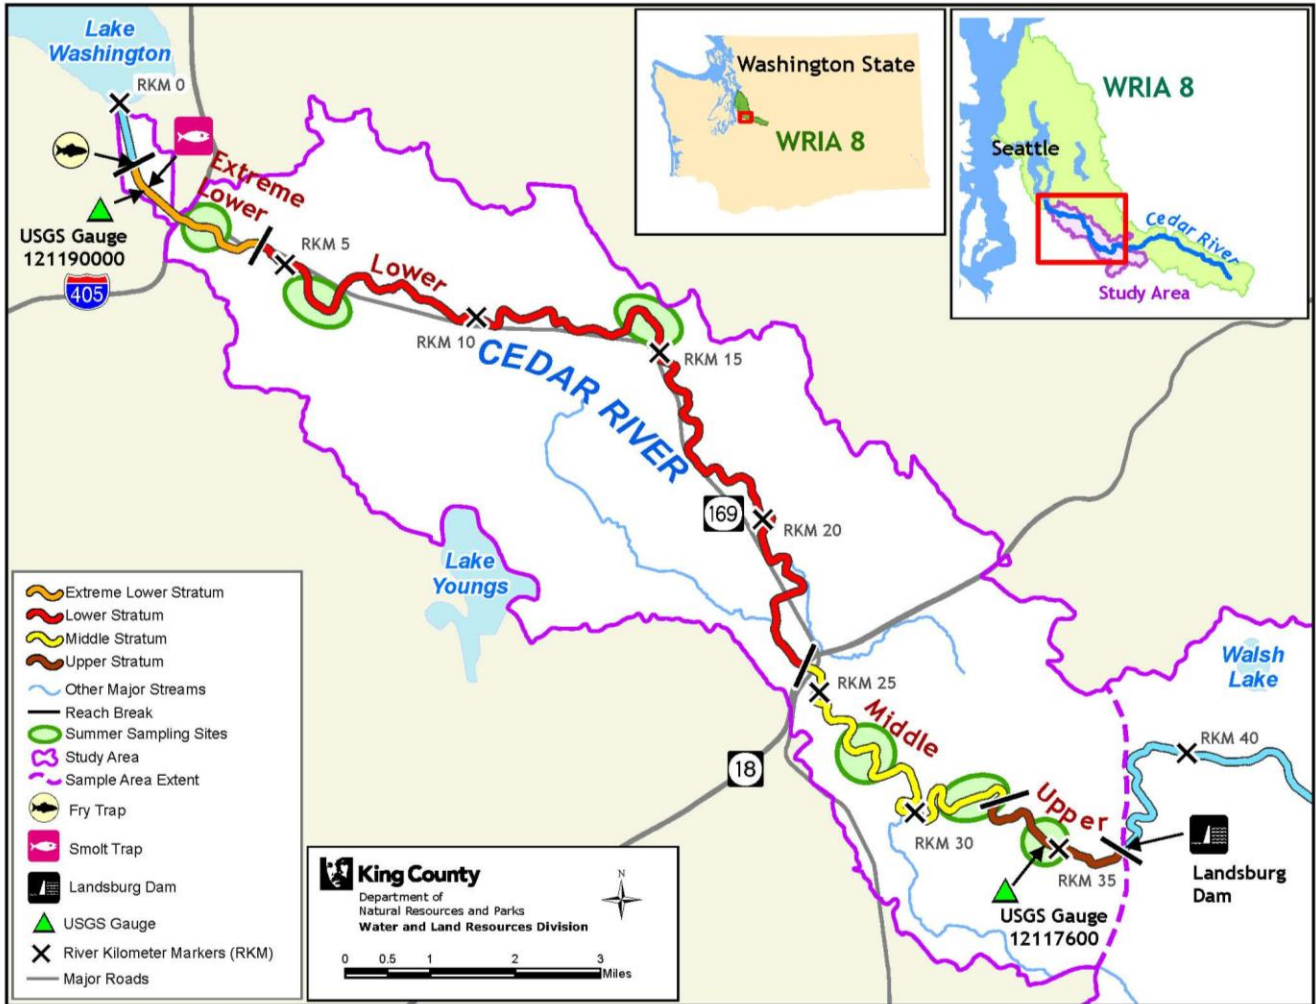 Lake
Washington
RKM 0
Extreme
Lower
USGS Gauge
121190000
405
RKM 5
Lower
RKM 10
CEDAR RIVER
RKM 15
169
RKM 20
Lake
Youngs
RKM 25
Middle
18
RKM 30
Upper
RKM 35
USGS Gauge
12117600
Landsburg
Dam
Walsh
Lake
RKM 40
Washington State
WRIA 8
WRIA 8
Seattle
Cedar River
Study Area
Extreme Lower Stratum
Lower Stratum
Middle Stratum
Upper Stratum
Other Major Streams
Reach Break
Summer Sampling Sites
Study Area
Sample Area Extent
Fry Trap
Smolt Trap
Landsburg Dam
USGS Gauge
River Kilometer Markers (RKM)
Major Roads
King County
Department of
Natural Resources and Parks
Water and Land Resources Division
N
0 0.5 1 2 3
Miles